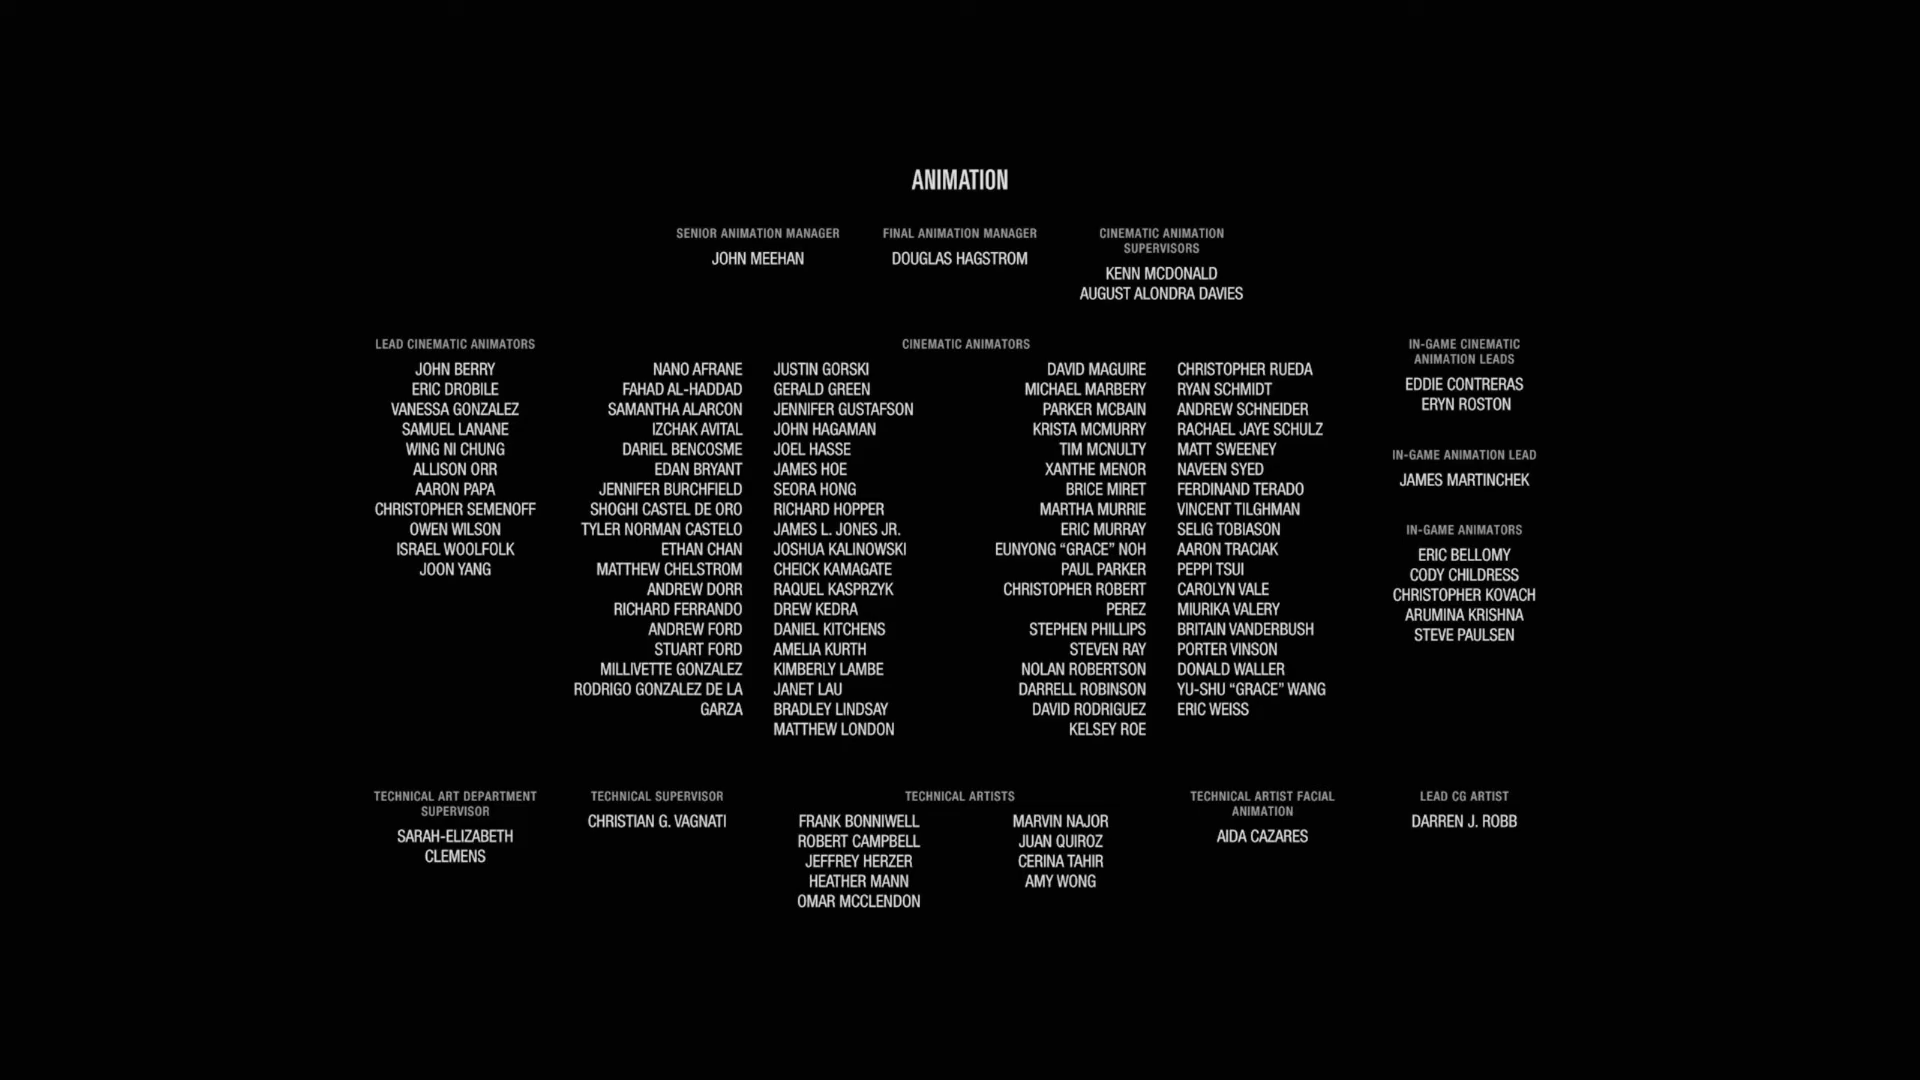 ANIMATION
SENIOR ANIMATION MANAGER
JOHN MEEHAN
FINAL ANIMATION MANAGER
DOUGLAS HAGSTROM
CINEMATIC ANIMATION
SUPERVISORS
KENN MCDONALD
AUGUST ALONDRA DAVIES
LEAD CINEMATIC ANIMATORS
JOHN BERRY
ERIC DROBILE
VANESSA GONZALEZ
SAMUEL LANANE
WING NI CHUNG
ALLISON ORR
AARON PAPA
CHRISTOPHER SEMENOFF
OWEN WILSON
ISRAEL WOOLFOLK
JOON YANG
CINEMATIC ANIMATORS
NANO AFRANE
FAHAD AL-HADDAD
SAMANTHA ALARCON
IZCHAK AVITAL
DARIEL BENCOSME
EDAN BRYANT
JENNIFER BURCHFIELD
SHOGHI CASTEL DE ORO
TYLER NORMAN CASTELO
ETHAN CHAN
MATTHEW CHELSTROM
ANDREW DORR
RICHARD FERRANDO
ANDREW FORD
STUART FORD
MILLIVETTE GONZALEZ
RODRIGO GONZALEZ DE LA
GARZA
JUSTIN GORSKI
GERALD GREEN
JENNIFER GUSTAFSON
JOHN HAGAMAN
JOEL HASSE
JAMES HOE
SEORA HONG
RICHARD HOPPER
JAMES L. JONES JR.
JOSHUA KALINOWSKI
CHEICK KAMAGATE
RAQUEL KASPRZYK
DREW KEDRA
DANIEL KITCHENS
AMELIA KURTH
KIMBERLY LAMBE
JANET LAU
BRADLEY LINDSAY
MATTHEW LONDON
DAVID MAGUIRE
MICHAEL MARBERY
PARKER MCBAIN
KRISTA MCMURRY
TIM MCNULTY
XANTHE MENOR
BRICE MIRET
MARTHA MURRIE
ERIC MURRAY
EUNYONG “GRACE” NOH
PAUL PARKER
CHRISTOPHER ROBERT
PEREZ
STEPHEN PHILLIPS
STEVEN RAY
NOLAN ROBERTSON
DARRELL ROBINSON
DAVID RODRIGUEZ
KELSEY ROE
CHRISTOPHER RUEDA
RYAN SCHMIDT
ANDREW SCHNEIDER
RACHAEL JAYE SCHULZ
MATT SWEENEY
NAVEEN SYED
FERDINAND TERADO
VINCENT TILGHMAN
SELIG TOBIASON
AARON TRACIAK
PEPPI TSUI
CAROLYN VALE
MIURIKA VALERY
BRITAIN VANDERBUSH
PORTER VINSON
DONALD WALLER
YU-SHU “GRACE” WANG
ERIC WEISS
IN-GAME CINEMATIC
ANIMATION LEADS
EDDIE CONTRERAS
ERYN ROSTON
IN-GAME ANIMATION LEAD
JAMES MARTINCHEK
IN-GAME ANIMATORS
ERIC BELLOMY
CODY CHILDRESS
CHRISTOPHER KOVACH
ARUMINA KRISHNA
STEVE PAULSEN
TECHNICAL ART DEPARTMENT
SUPERVISOR
SARAH-ELIZABETH
CLEMENS
TECHNICAL SUPERVISOR
CHRISTIAN G. VAGNATI
TECHNICAL ARTISTS
FRANK BONNIWELL
ROBERT CAMPBELL
JEFFREY HERZER
HEATHER MANN
OMAR MCCLENDON
MARVIN NAJOR
JUAN QUIROZ
CERINA TAHIR
AMY WONG
TECHNICAL ARTIST FACIAL
ANIMATION
AIDA CAZARES
LEAD CG ARTIST
DARREN J. ROBB